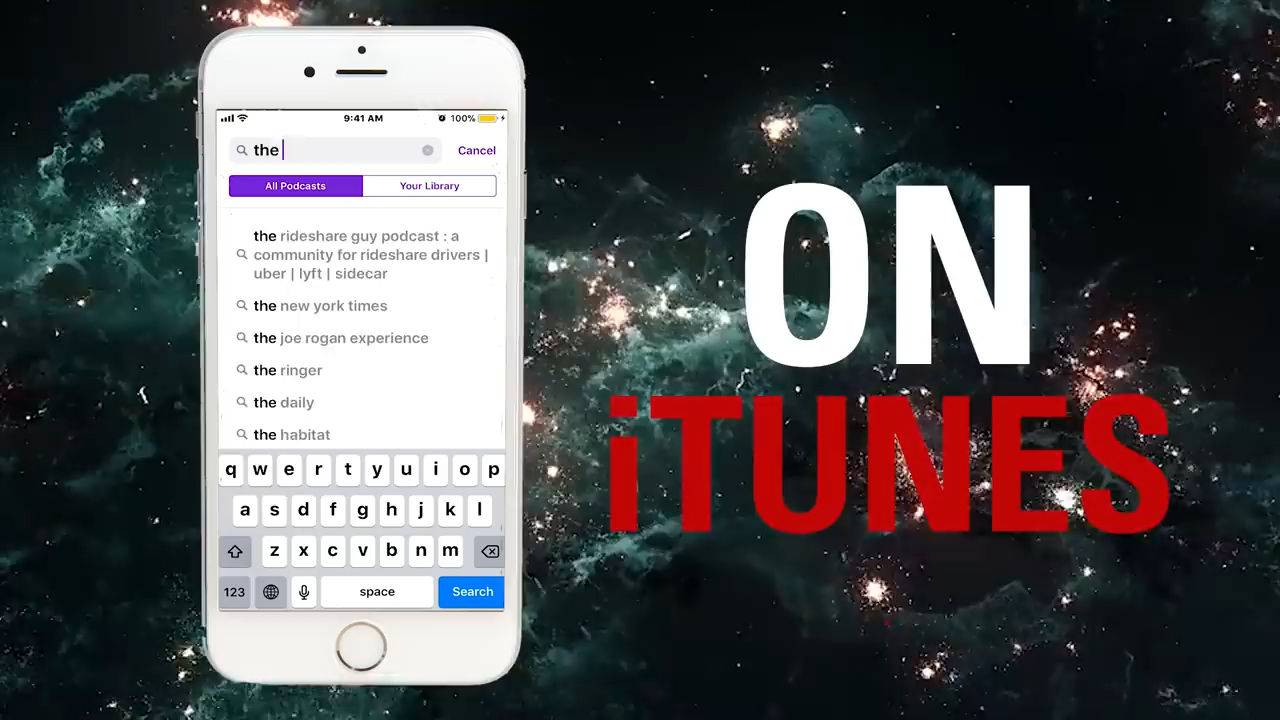 9:41 AM
100%
the
Cancel
All Podcasts
Your Library
the rideshare guy podcast : a
community for rideshare drivers |
uber | lyft | sidecar
the new york times
the joe rogan experience
the ringer
the daily
the habitat
q w e r t y u i o p
a s d f g h j k l
z x c v b n m
123
space
Search
ON
iTUNES